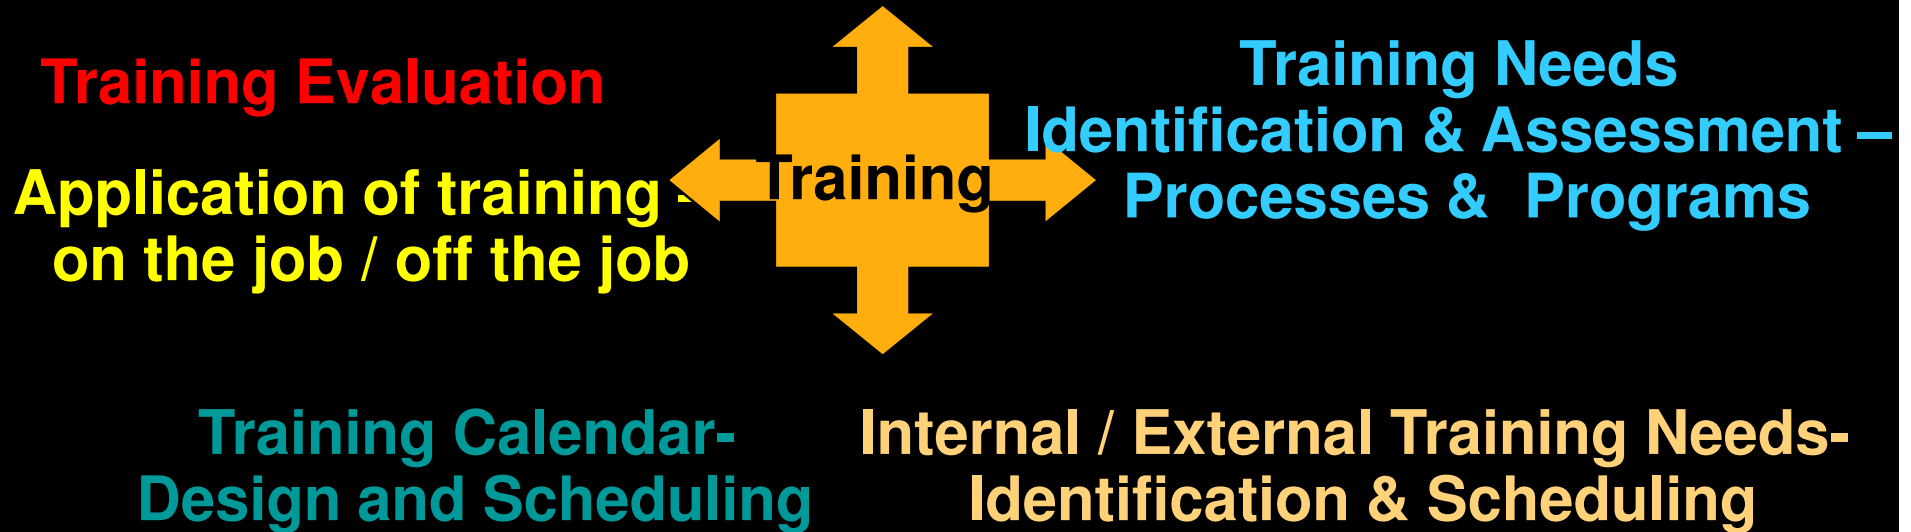 Training Evaluation
Application of training -
on the job / off the job
Training
Training Needs
Identification & Assessment –
Processes & Programs
Training Calendar-
Design and Scheduling
Internal / External Training Needs-
Identification & Scheduling